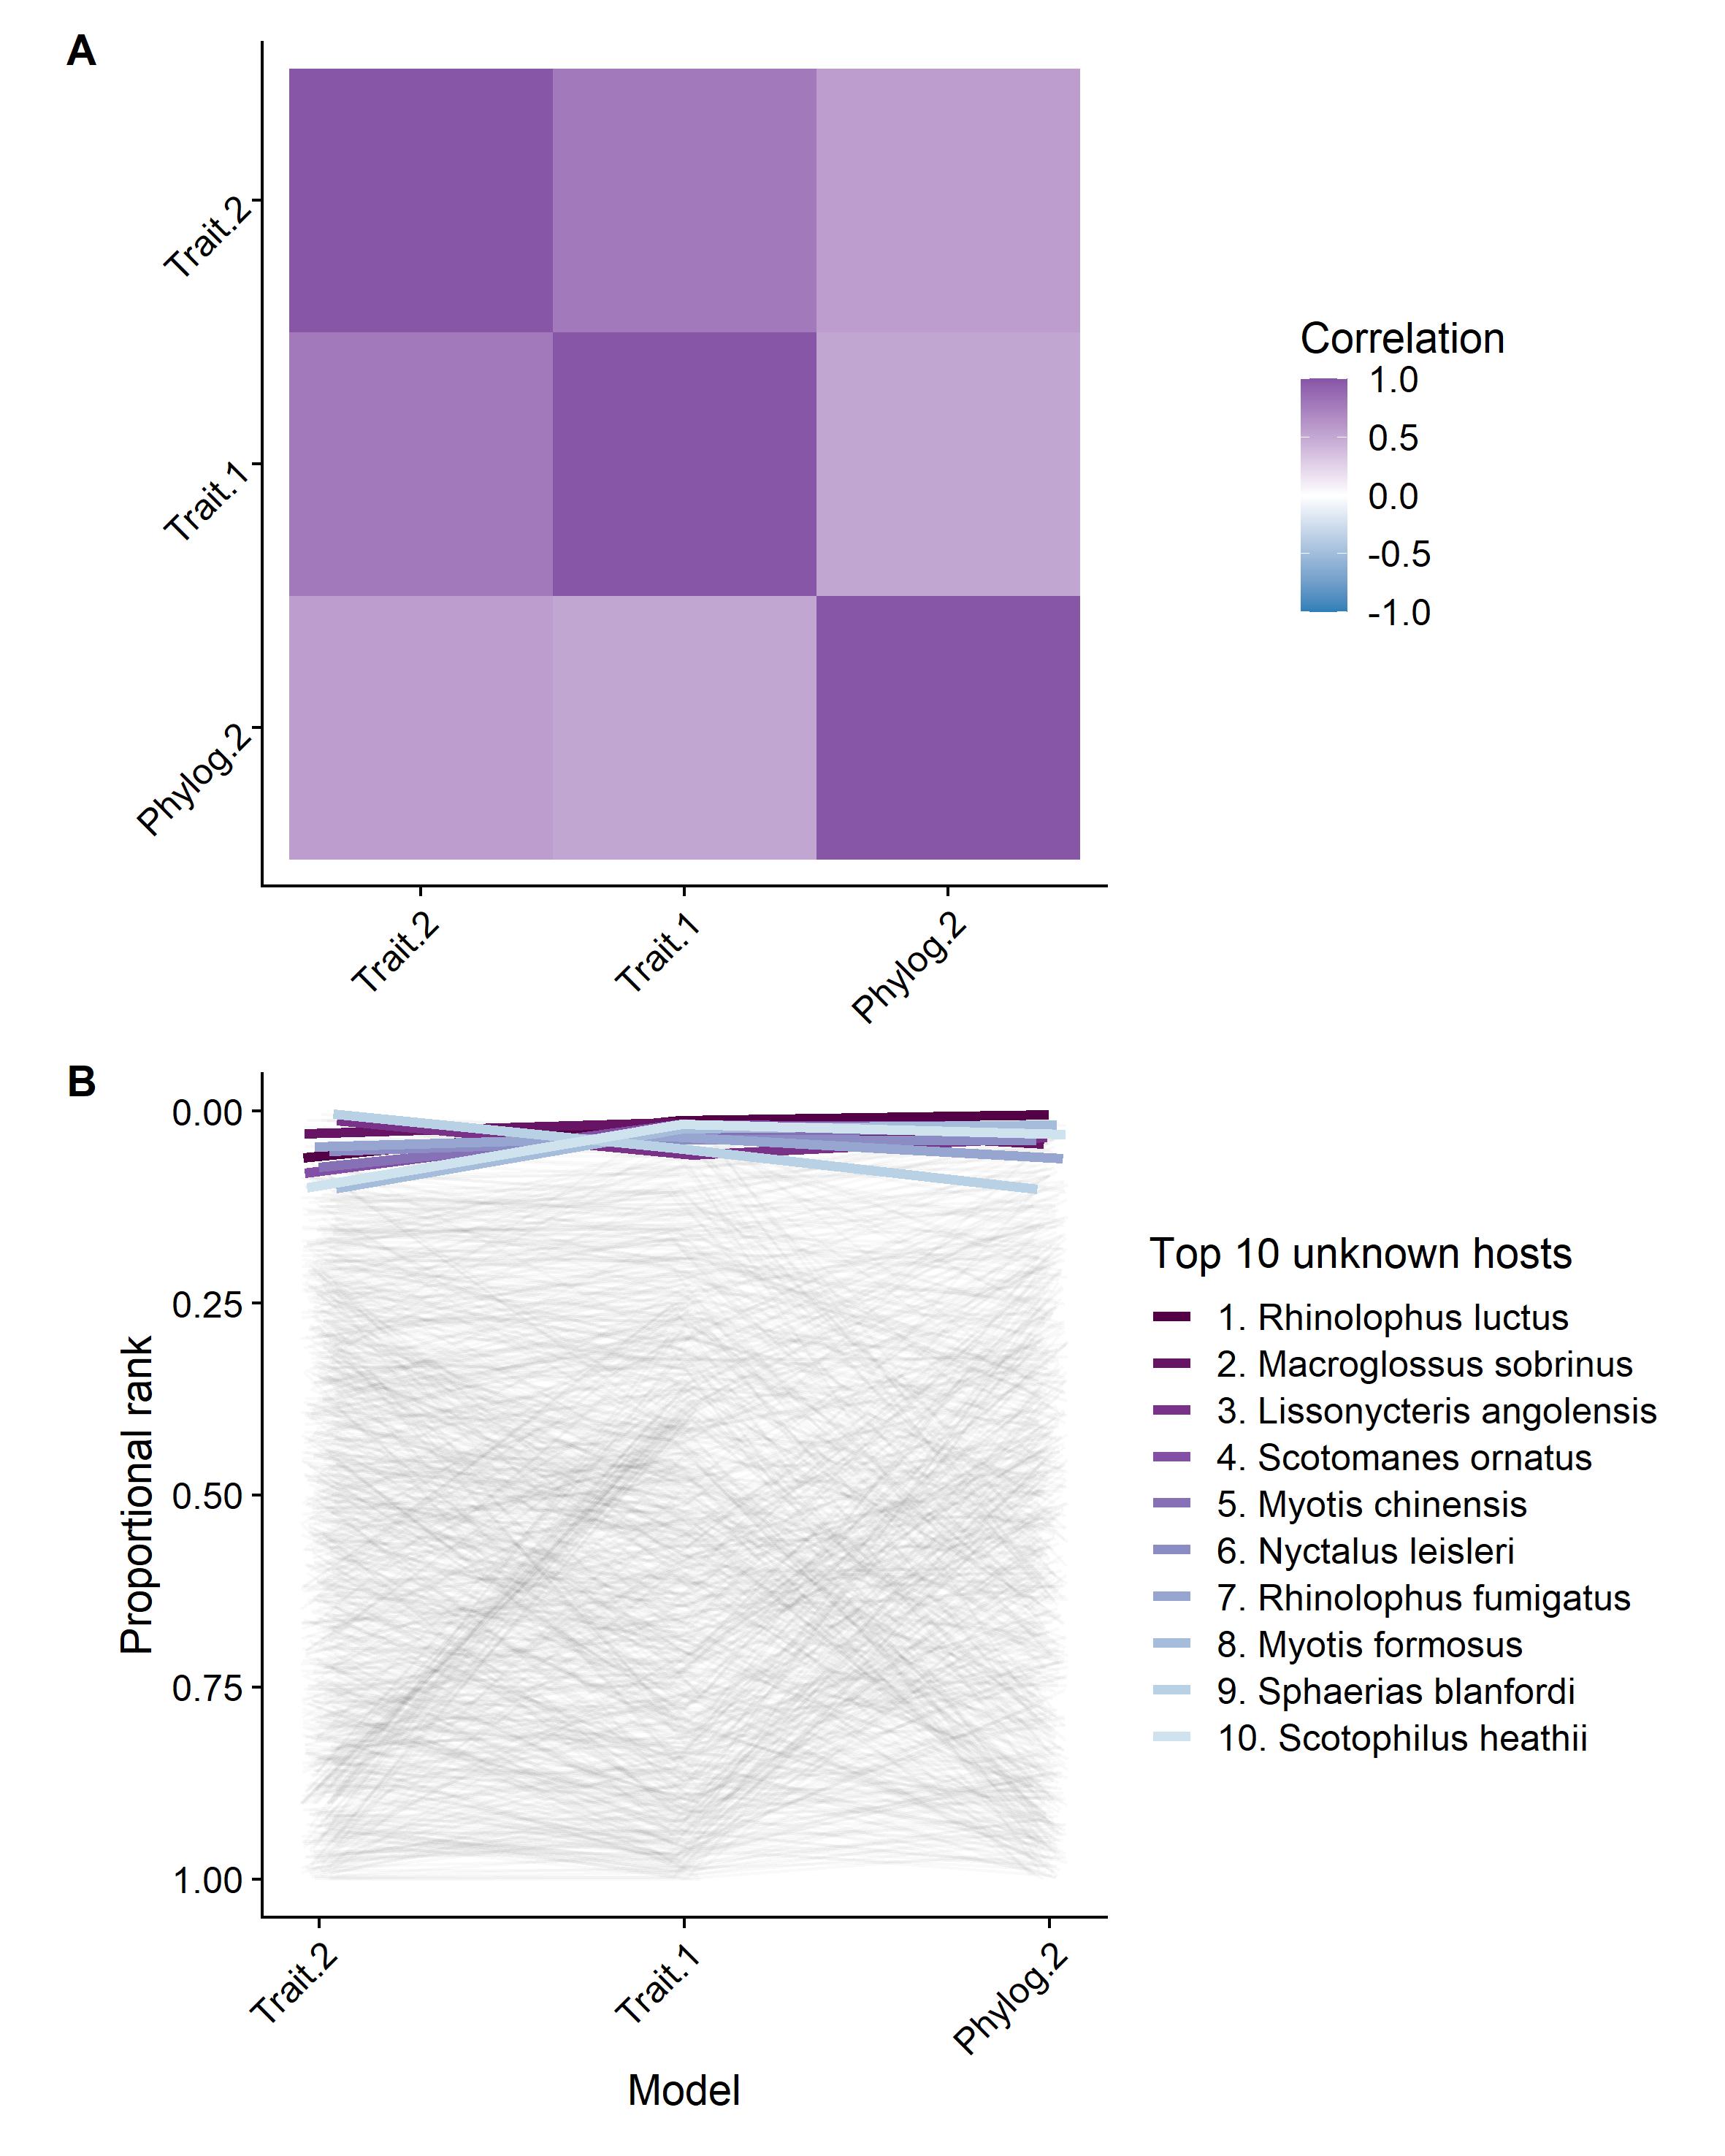 A
Trait.2
Trait.1
Phylog.2
Trait.2
Trait.1
Phylog.2
Correlation
1.0
0.5
0.0
-0.5
-1.0
B
0.00
0.25
0.50
0.75
1.00
Proportional rank
Trait.2
Trait.1
Phylog.2
Model
Top 10 unknown hosts
1. Rhinolophus luctus
2. Macroglossus sobrinus
3. Lissonycteris angolensis
4. Scotomanes ornatus
5. Myotis chinensis
6. Nyctalus leisleri
7. Rhinolophus fumigatus
8. Myotis formosus
9. Sphaerias blanfordi
10. Scotophilus heathii